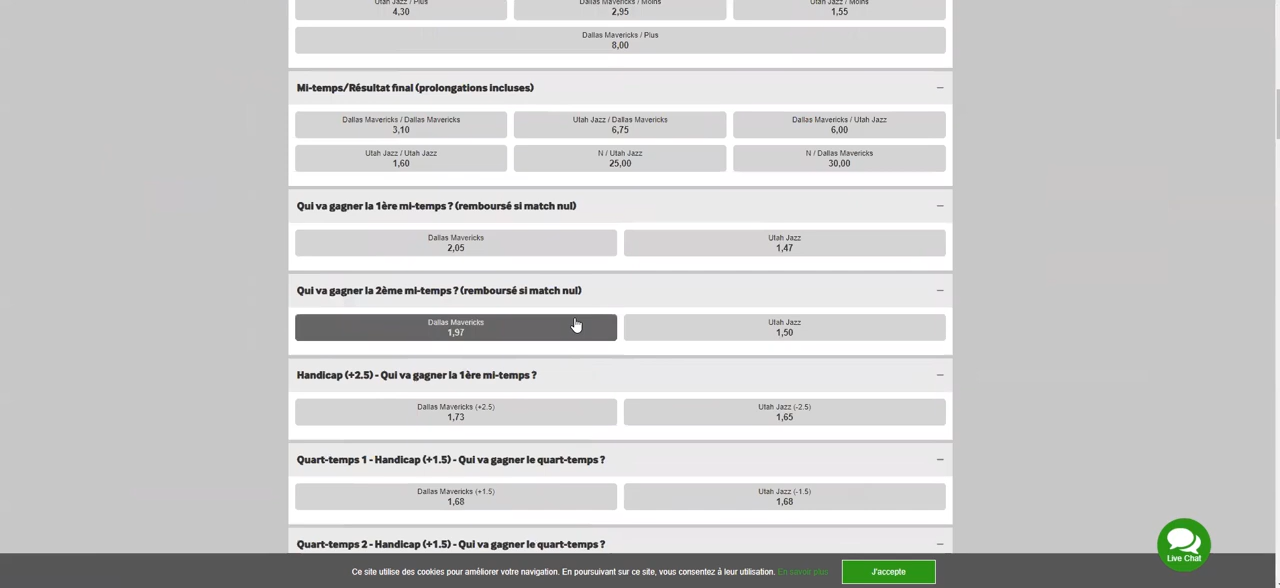 Utah Jazz / Plus
4,30
Dallas Mavericks / Moins
2,95
Utah Jazz / Moins
1,55
Dallas Mavericks / Plus
8,00
Mi-temps/Résultat final (prolongations incluses)
Dallas Mavericks / Dallas Mavericks
3,10
Utah Jazz / Dallas Mavericks
6,75
Dallas Mavericks / Utah Jazz
6,00
Utah Jazz / Utah Jazz
1,60
N / Utah Jazz
25,00
N / Dallas Mavericks
30,00
Qui va gagner la 1ère mi-temps ? (remboursé si match nul)
Dallas Mavericks
2,05
Utah Jazz
1,47
Qui va gagner la 2ème mi-temps ? (remboursé si match nul)
Dallas Mavericks
1,97
Utah Jazz
1,50
Handicap (+2.5) - Qui va gagner la 1ère mi-temps ?
Dallas Mavericks (+2.5)
1,73
Utah Jazz (-2.5)
1,65
Quart-temps 1 - Handicap (+1.5) - Qui va gagner le quart-temps ?
Dallas Mavericks (+1.5)
1,68
Utah Jazz (-1.5)
1,68
Quart-temps 2 - Handicap (+1.5) - Qui va gagner le quart-temps ?
Ce site utilise des cookies pour améliorer votre navigation. En poursuivant sur ce site, vous consentez à leur utilisation. En savoir plus
J'accepte
Live Chat